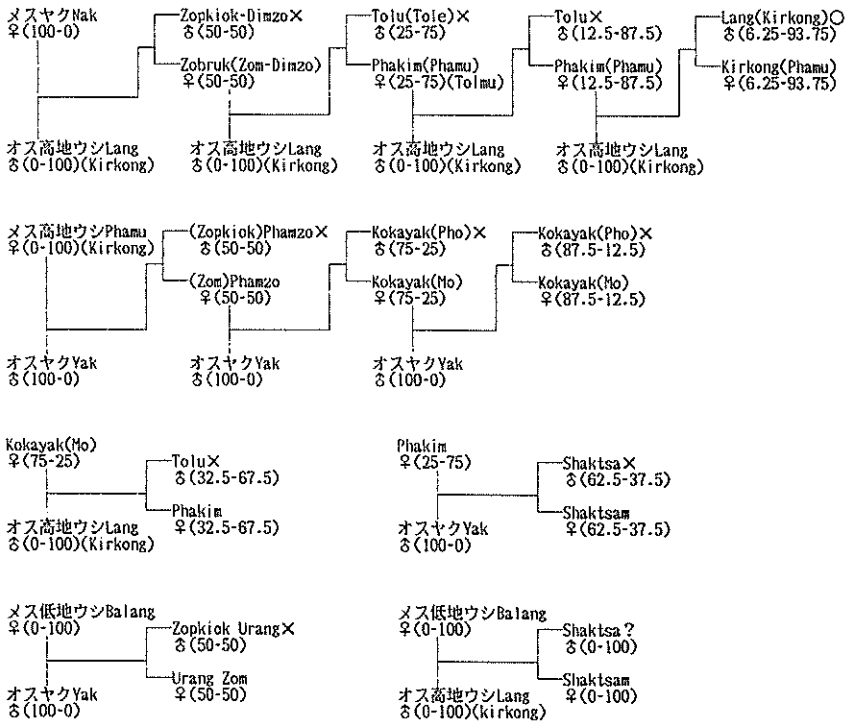 メスヤクNak
♀(100-0)
Zopkiok-Dimzo×
♂(50-50)
Zobruk(Zom-Dimzo)
♀(50-50)
オス高地ウシLang
♂(0-100)(Kirkong)
Tolu(Tole)×
♂(25-75)
Phakim(Phamu)
♀(25-75)(Tolmu)
オス高地ウシLang
♂(0-100)(Kirkong)
Tolu×
♂(12.5-87.5)
Phakim(Phamu)
♀(12.5-87.5)
オス高地ウシLang
♂(0-100)(Kirkong)
Lang(Kirkong)○
♂(6.25-93.75)
Kirkong(Phamu)
♀(6.25-93.75)
オス高地ウシLang
♂(0-100)(Kirkong)
メス高地ウシPhamu
♀(0-100)(Kirkong)
(Zopkiok)Phamzo×
♂(50-50)
(Zom)Phamzo
♀(50-50)
オスヤクYak
♂(100-0)
Kokayak(Pho)×
♂(75-25)
Kokayak(Mo)
♀(75-25)
オスヤクYak
♂(100-0)
Kokayak(Pho)×
♂(87.5-12.5)
Kokayak(Mo)
♀(87.5-12.5)
オスヤクYak
♂(100-0)
Kokayak(Mo)
♀(75-25)
Tolu×
♂(32.5-67.5)
Phakim
♀(32.5-67.5)
オス高地ウシLang
♂(0-100)(Kirkong)
Phakim
♀(25-75)
Shaktsa×
♂(62.5-37.5)
Shaktsam
♀(62.5-37.5)
オスヤクYak
♂(100-0)
メス低地ウシBalang
♀(0-100)
Zopkiok Urang×
♂(50-50)
Urang Zom
♀(50-50)
オスヤクYak
♂(100-0)
メス低地ウシBalang
♀(0-100)
Shaktsa?
♂(0-100)
Shaktsam
♀(0-100)
オス高地ウシLang
♂(0-100)(kirkong)